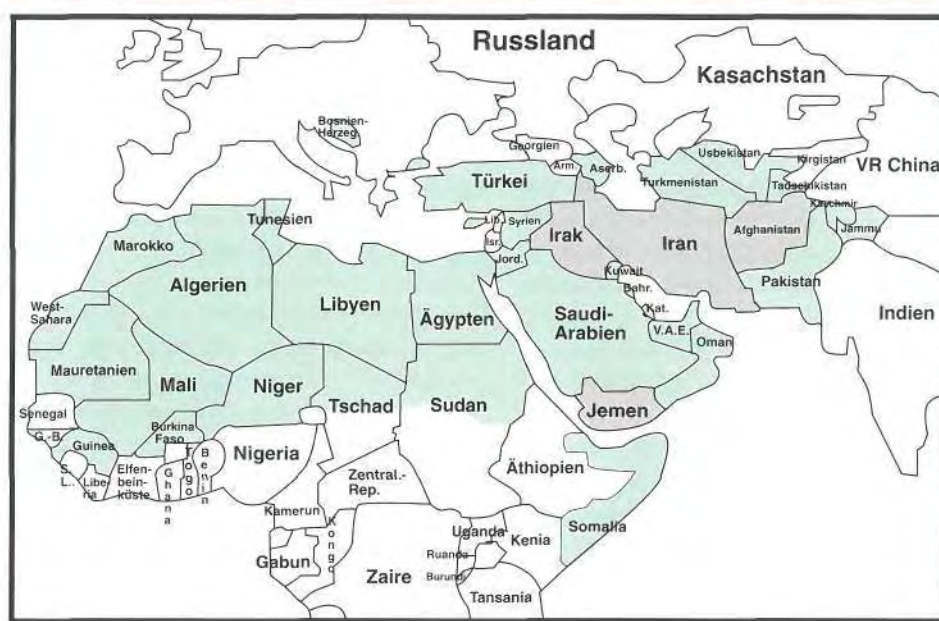 Russland
Kasachstan
Bosnien-
Herzeg.
Georgien
Usbekistan.
Kirgistan
VR China
Arm.
Aserb.
Türkei
Turkmenistan
Tadschikistan
Kaschmir
Tunesien
Lib.
Syrien
Afghanistan
Jammu
Marokko
Isr.
Irak
Iran
Jord.
Algerien
Kuwait
Pakistan
Bahr.
West-
Sahara
Libyen
Ägypten
Saudi-
Arabien
Kat.
Indien
V.A.E.
Oman
Mauretanien
Mali
Niger
Tschad
Sudan
Jemen
Senegal
Burkina
Faso
G.-B.
Guinea
Nigeria
Äthiopien
S.
L..
Libe-
ria
Elfen-
bein-
küste
Ghana
Togo
Benin
Zentral.-
Rep.
Kamerun
Kongo
Somalia
Uganda
Kenia
Gabun
Ruanda
Zaire
Burundi
Tansania